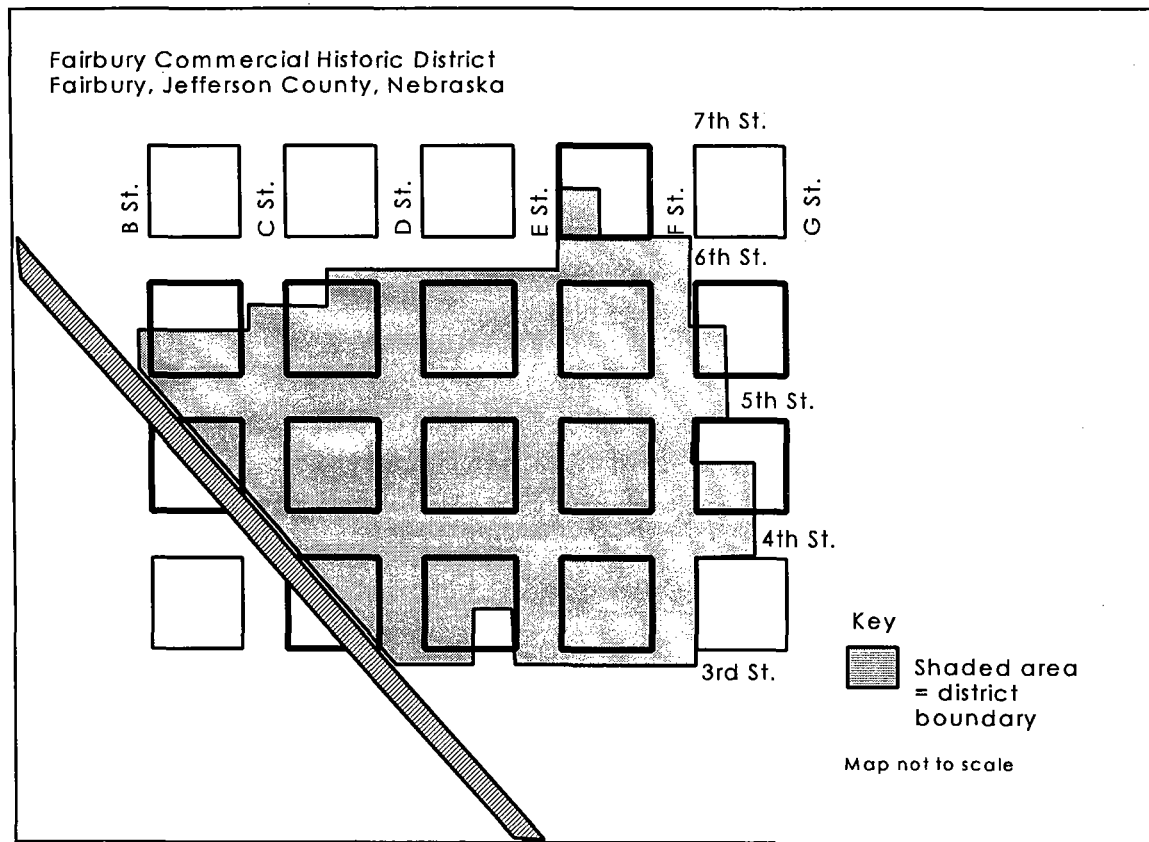 Fairbury Commercial Historic District
Fairbury, Jefferson County, Nebraska
7th St.
B St.
C St.
D St.
E St.
F St.
G St.
6th St.
5th St.
4th St.
3rd St.
Key
Shaded area
= district
boundary
Map not to scale